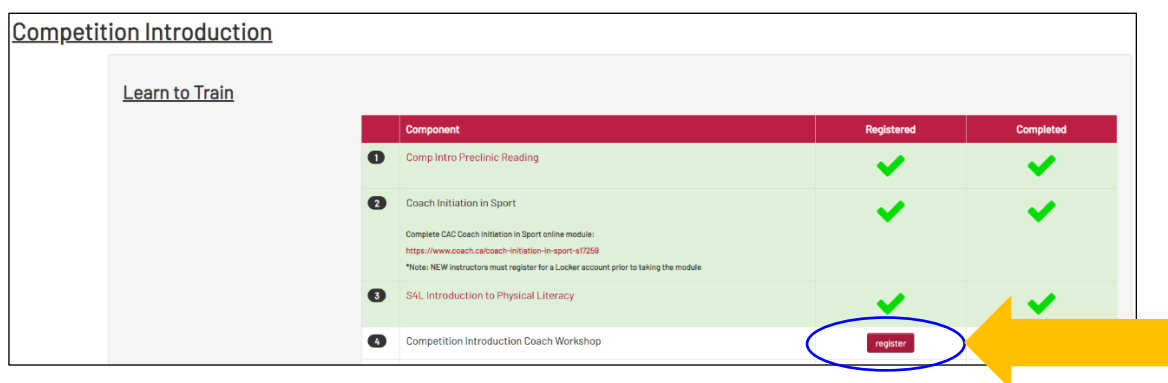 Competition Introduction
Learn to Train
Component Registered Completed
1 Comp Intro Preclinic Reading
2 Coach Initiation in Sport
Complete CAC Coach Initiation in Sport online module:
https://www.coach.ca/coach-initiation-in-sport-s17259
*Note: NEW instructors must register for a Locker account prior to taking the module
3 S4L Introduction to Physical Literacy
4 Competition Introduction Coach Workshop register